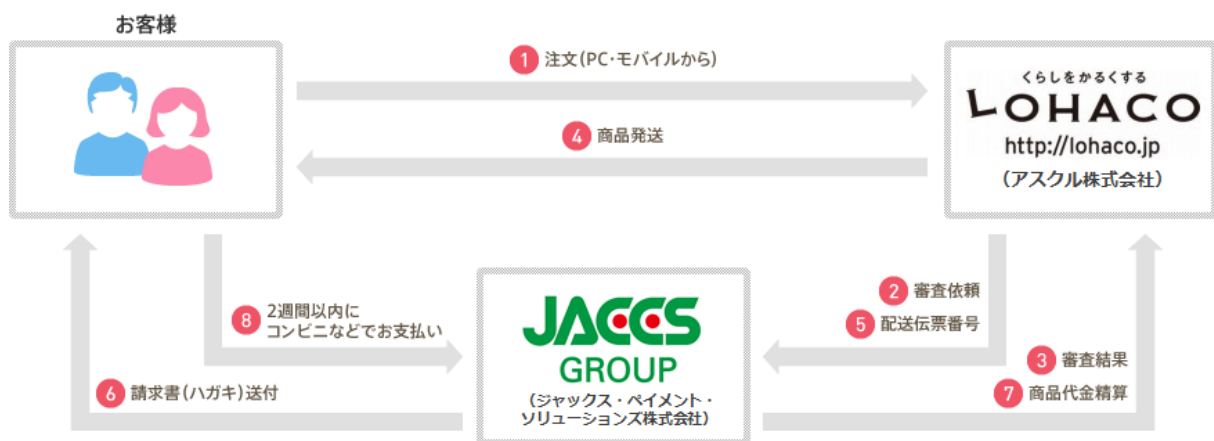 お客様
1 注文(PC・モバイルから)
くらしをかるくする
LOHACO
http://lohaco.jp
(アスクル株式会社)
4 商品発送
2 審査依頼
5 配送伝票番号
8 2週間以内に
コンビニなどでお支払い
JACCS
GROUP
(ジャックス・ペイメント・
ソリューションズ株式会社)
3 審査結果
7 商品代金精算
6 請求書(ハガキ)送付